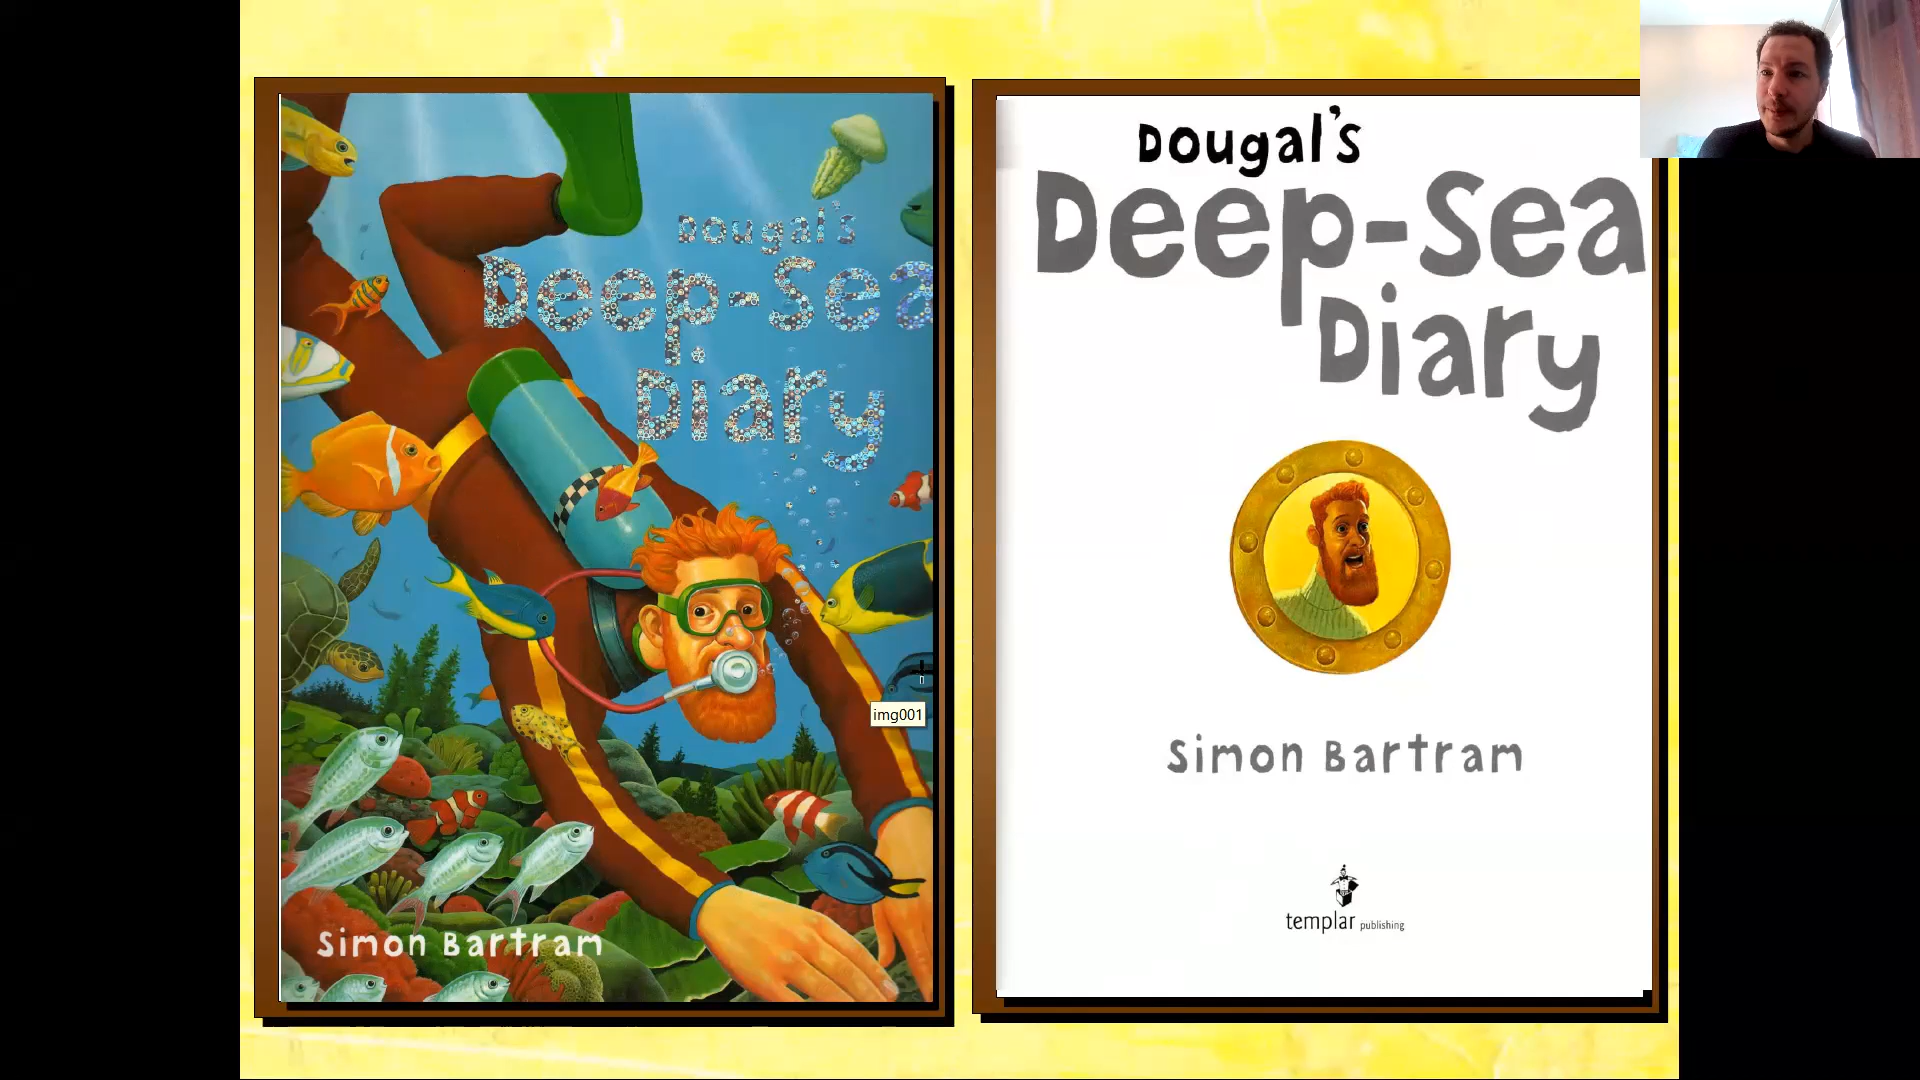 Dougal's
Deep-Sea
Diary
Simon Bartram
img001
Dougal's
Deep-Sea
Diary
Simon Bartram
templar publishing